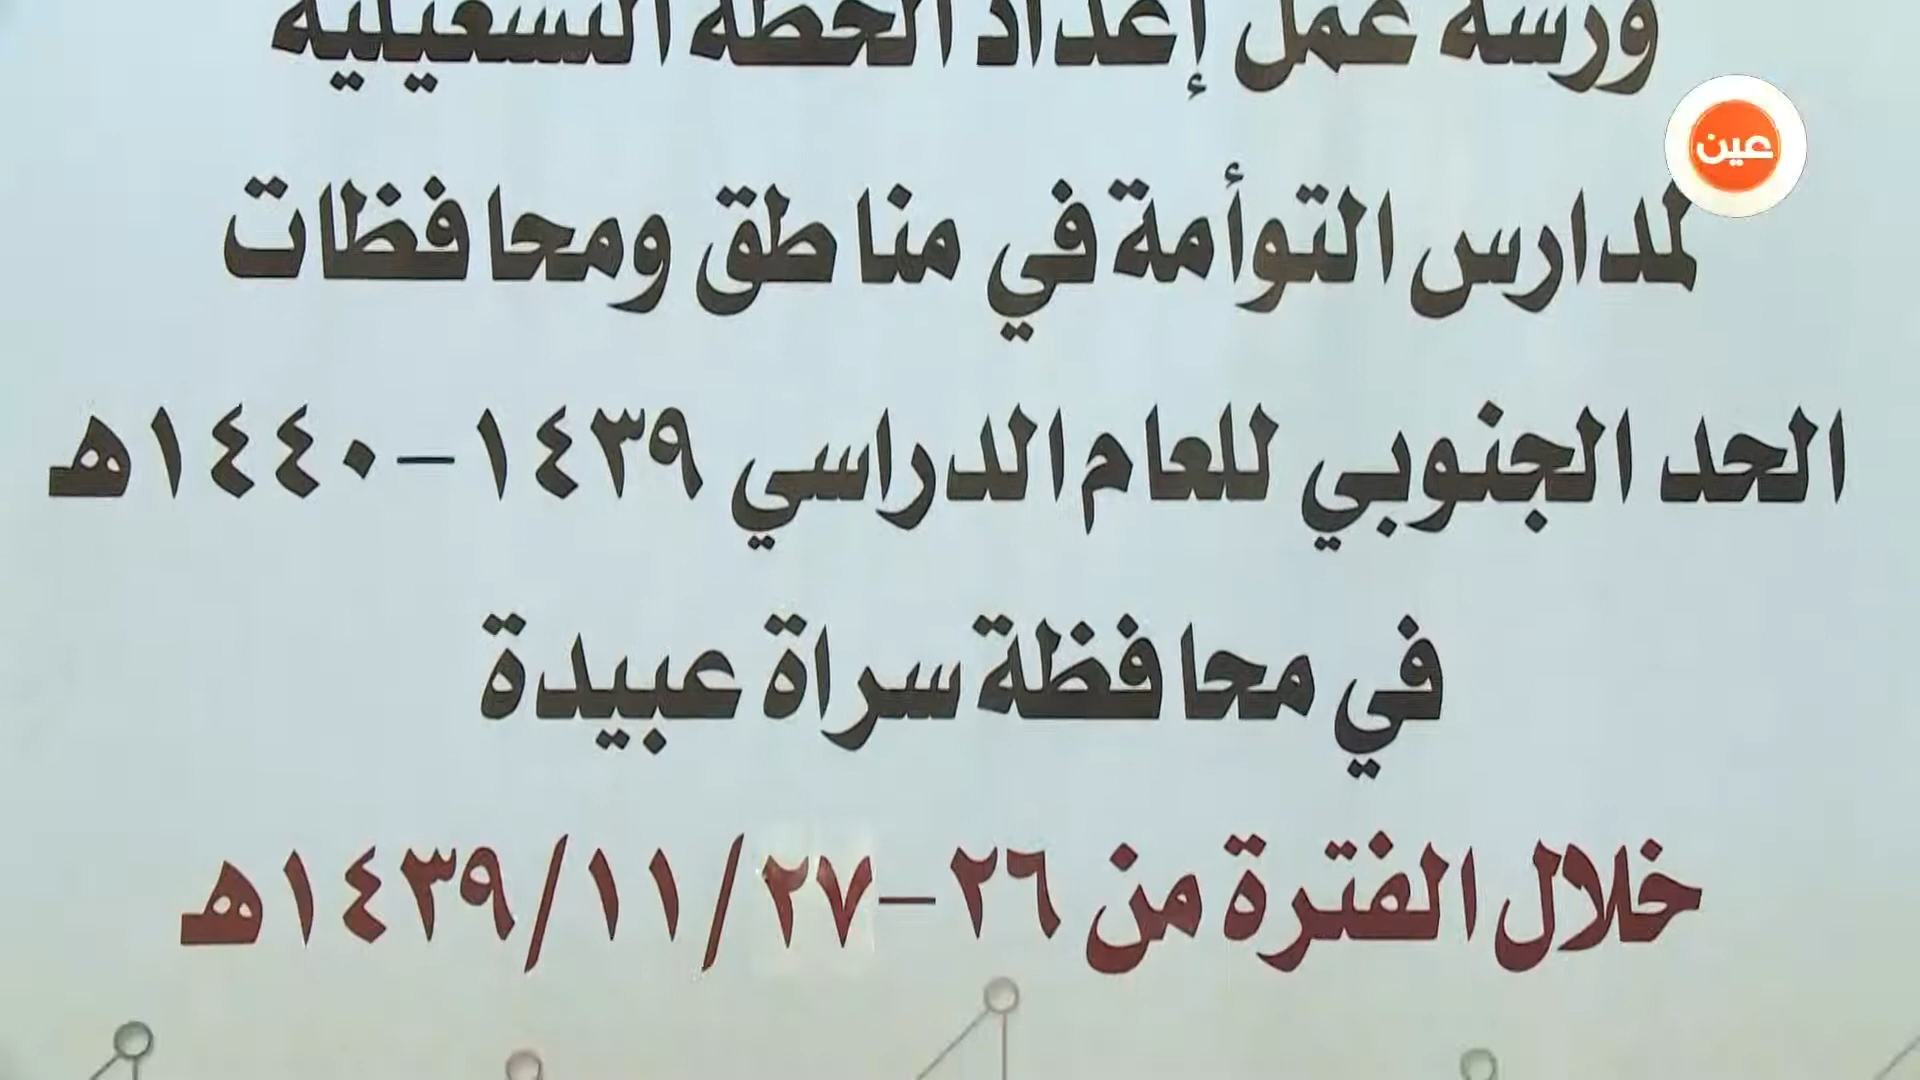 ورشة عمل إعداد الخطة التشغيلية
عين
لمدارس التوأمة في مناطق ومحافظات
الحد الجنوبي للعام الدراسي ١٤٣٩-١٤٤٠هـ
في محافظة سراة عبيدة
خلال الفترة من ٢٦-٢٧/١١/١٤٣٩هـ